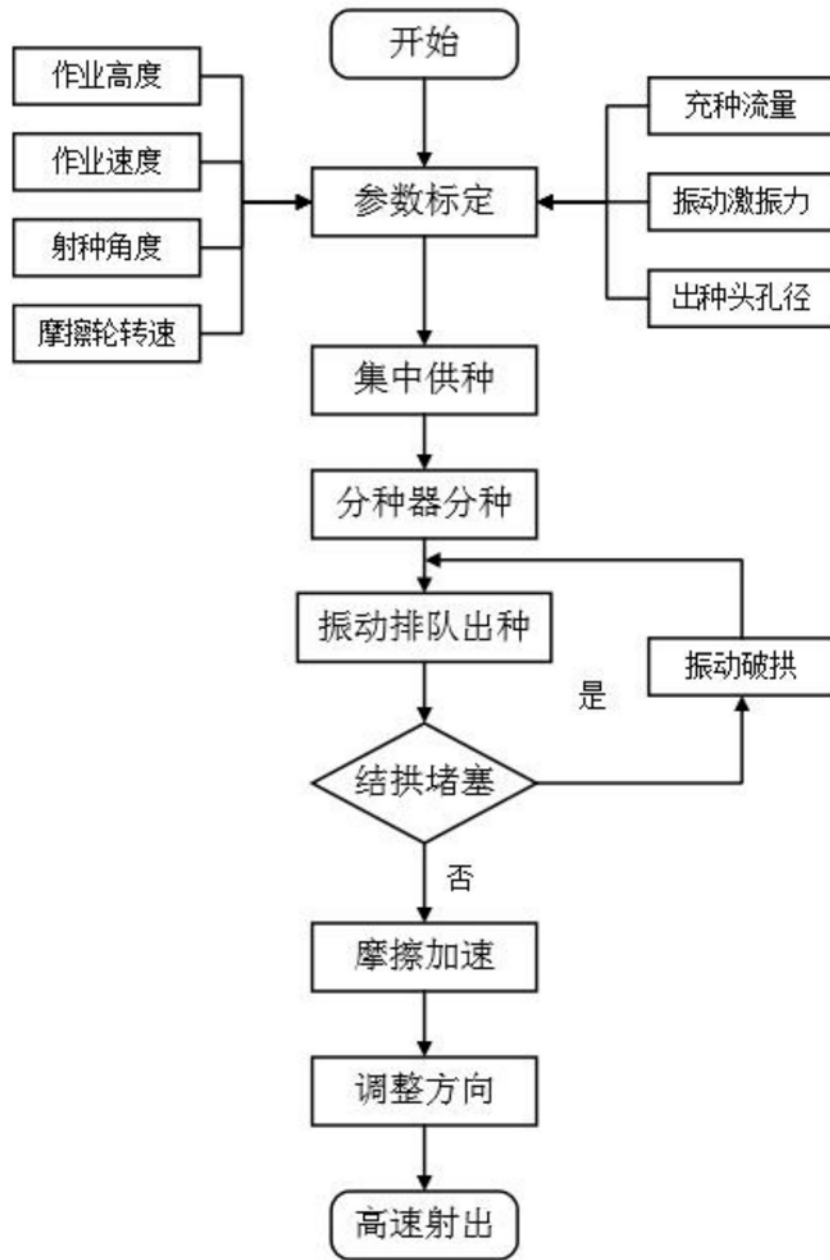 开始
作业高度
作业速度
射种角度
摩擦轮转速
参数标定
充种流量
振动激振力
出种头孔径
集中供种
分种器分种
振动排队出种
是
振动破拱
结拱堵塞
否
摩擦加速
调整方向
高速射出